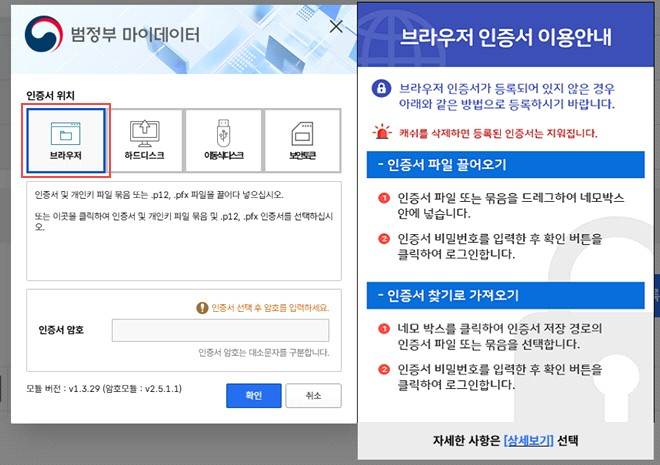 범정부 마이데이터
인증서 위치
브라우저
하드디스크
이동식디스크
보안토큰
인증서 및 개인키 파일 묶음 또는 .p12, .pfx 파일을 끌어다 넣으십시오.
또는 이곳을 클릭하여 인증서 및 개인키 파일 묶음 및 .p12, .pfx 인증서를 선택하십시
오.
인증서 선택 후 암호를 입력하세요.
인증서 암호
인증서 암호는 대소문자를 구분합니다.
모듈 버전 : v1.3.29 (암호모듈 : v2.5.1.1)
확인
취소
브라우저 인증서 이용안내
브라우저 인증서가 등록되어 있지 않은 경우
아래와 같은 방법으로 등록하시기 바랍니다.
캐쉬를 삭제하면 등록된 인증서는 지워집니다.
- 인증서 파일 끌어오기
1 인증서 파일 또는 묶음을 드레그하여 네모박스
안에 넣습니다.
2 인증서 비밀번호를 입력한 후 확인 버튼을
클릭하여 로그인합니다.
- 인증서 찾기로 가져오기
1 네모 박스를 클릭하여 인증서 저장 경로의
인증서 파일 또는 묶음을 선택합니다.
2 인증서 비밀번호를 입력한 후 확인 버튼을
클릭하여 로그인합니다.
자세한 사항은 [상세보기] 선택